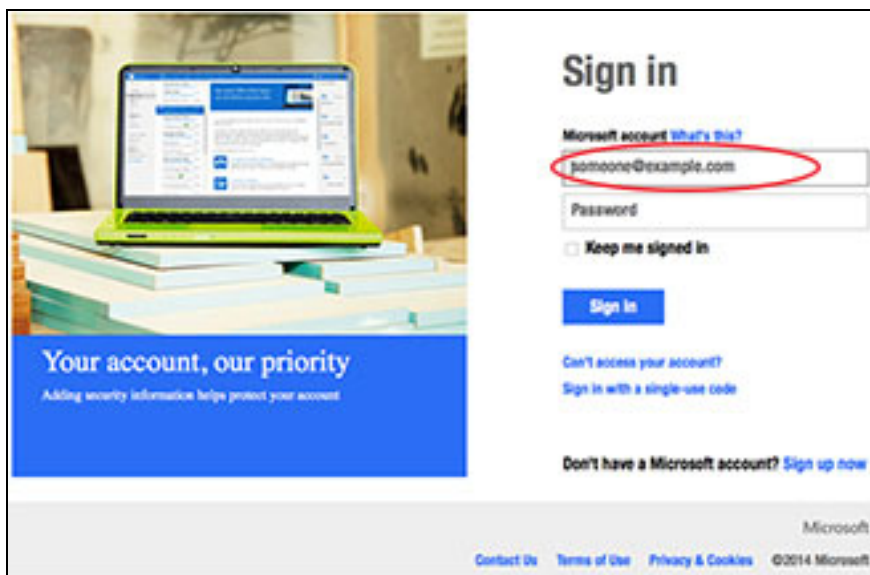 Sign in
Microsoft account What's this?
someone@example.com
Password
Keep me signed in
Sign in
Can't access your account?
Sign in with a single-use code
Don't have a Microsoft account? Sign up now
Your account, our priority
Adding security information helps protect your account
Microsoft
Contact Us Terms of Use Privacy & Cookies ©2014 Microsoft